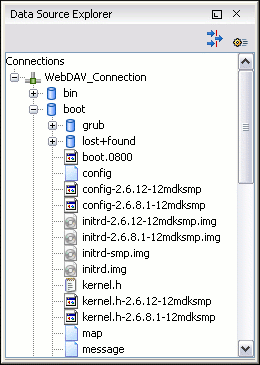 Data Source Explorer
Connections
WebDAV_Connection
bin
boot
grub
lost+found
boot.0800
config
config-2.6.12-12mdksmp
config-2.6.8.1-12mdksmp
initrd-2.6.12-12mdksmp.img
initrd-2.6.8.1-12mdksmp.img
initrd-smp.img
initrd.img
kernel.h
kernel.h-2.6.12-12mdksmp
kernel.h-2.6.8.1-12mdksmp
map
message